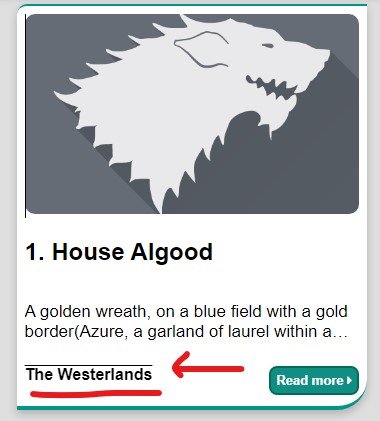 1. House Algood
A golden wreath, on a blue field with a gold
border(Azure, a garland of laurel within a...
The Westerlands
Read more